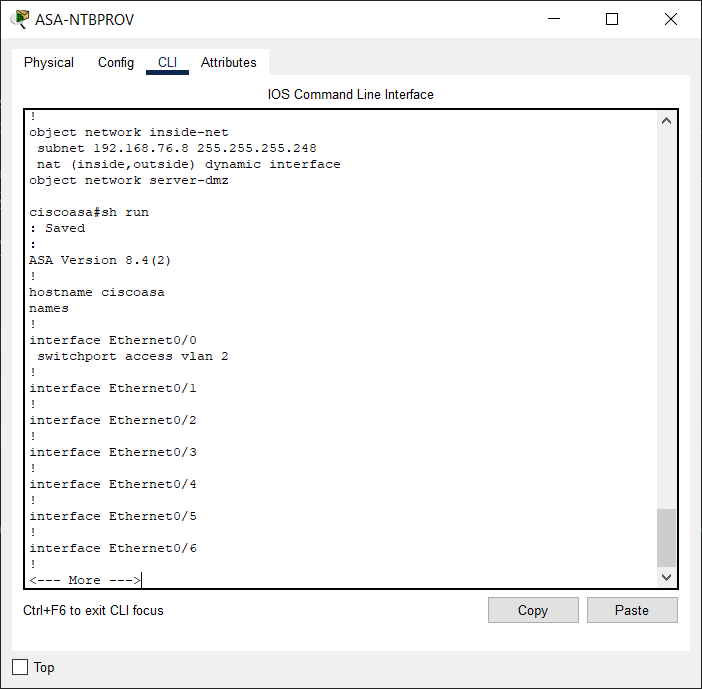 ASA-NTBPROV
Physical Config CLI Attributes
IOS Command Line Interface
!
object network inside-net
 subnet 192.168.76.8 255.255.255.248
 nat (inside,outside) dynamic interface
object network server-dmz
ciscoasa#sh run
: Saved
:
ASA Version 8.4(2)
!
hostname ciscoasa
names
!
interface Ethernet0/0
 switchport access vlan 2
!
interface Ethernet0/1
!
interface Ethernet0/2
!
interface Ethernet0/3
!
interface Ethernet0/4
!
interface Ethernet0/5
!
interface Ethernet0/6
!
<--- More --->
Ctrl+F6 to exit CLI focus
Copy Paste
Top